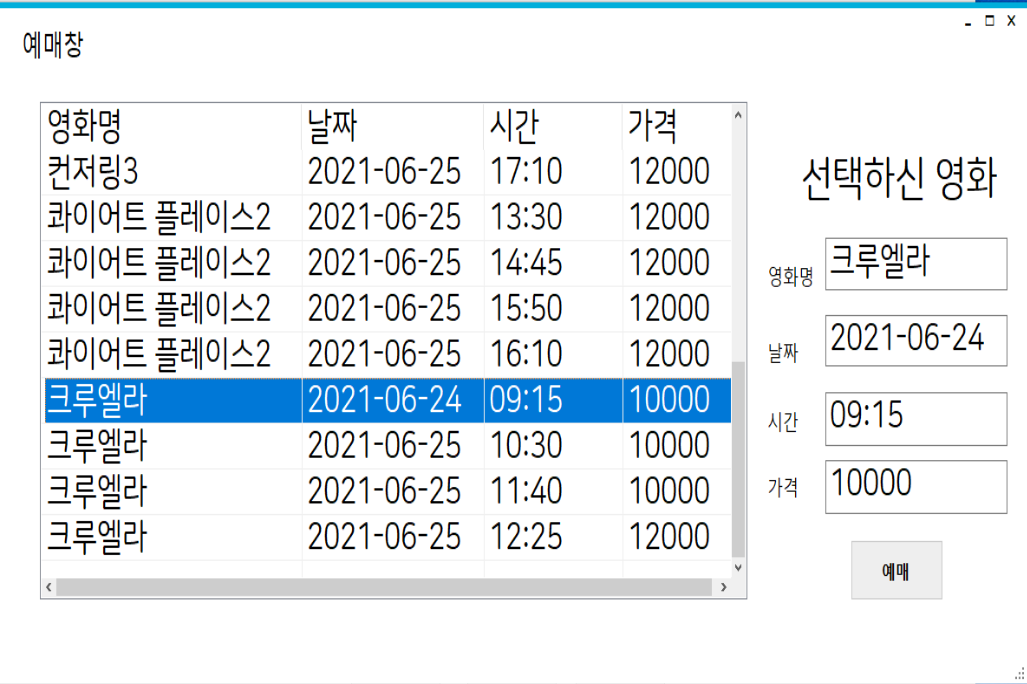 예매창
영화명 날짜 시간 가격
컨저링3 2021-06-25 17:10 12000
콰이어트 플레이스2 2021-06-25 13:30 12000
콰이어트 플레이스2 2021-06-25 14:45 12000
콰이어트 플레이스2 2021-06-25 15:50 12000
콰이어트 플레이스2 2021-06-25 16:10 12000
크루엘라 2021-06-24 09:15 10000
크루엘라 2021-06-25 10:30 10000
크루엘라 2021-06-25 11:40 10000
크루엘라 2021-06-25 12:25 12000
선택하신 영화
영화명 크루엘라
날짜 2021-06-24
시간 09:15
가격 10000
예매